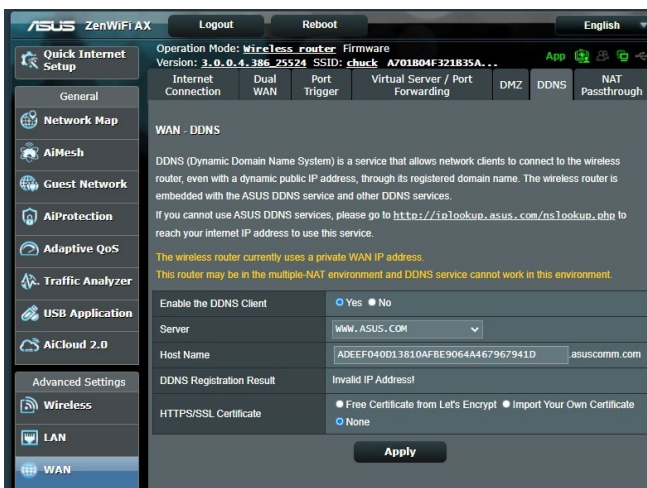 ASUS ZenWiFi AX Logout Reboot English
Quick Internet Setup
General
Network Map
AiMesh
Guest Network
AiProtection
Adaptive QoS
Traffic Analyzer
USB Application
AiCloud 2.0
Advanced Settings
Wireless
LAN
WAN
Operation Mode: Wireless router Firmware
Version: 3.0.0.4.386_25524 SSID: chuck A701B04F321B35A... App
Internet Connection Dual WAN Port Trigger Virtual Server / Port Forwarding DMZ DDNS NAT Passthrough
WAN - DDNS
DDNS (Dynamic Domain Name System) is a service that allows network clients to connect to the wireless
router, even with a dynamic public IP address, through its registered domain name. The wireless router is
embedded with the ASUS DDNS service and other DDNS services.
If you cannot use ASUS DDNS services, please go to http://iplookup.asus.com/nslookup.php to
reach your internet IP address to use this service.
The wireless router currently uses a private WAN IP address.
This router may be in the multiple-NAT environment and DDNS service cannot work in this environment.
Enable the DDNS Client Yes No
Server WWW.ASUS.COM
Host Name ADEEF040D13810AFBE9064A467967941D .asuscomm.com
DDNS Registration Result Invalid IP Address!
HTTPS/SSL Certificate Free Certificate from Let's Encrypt Import Your Own Certificate
None
Apply